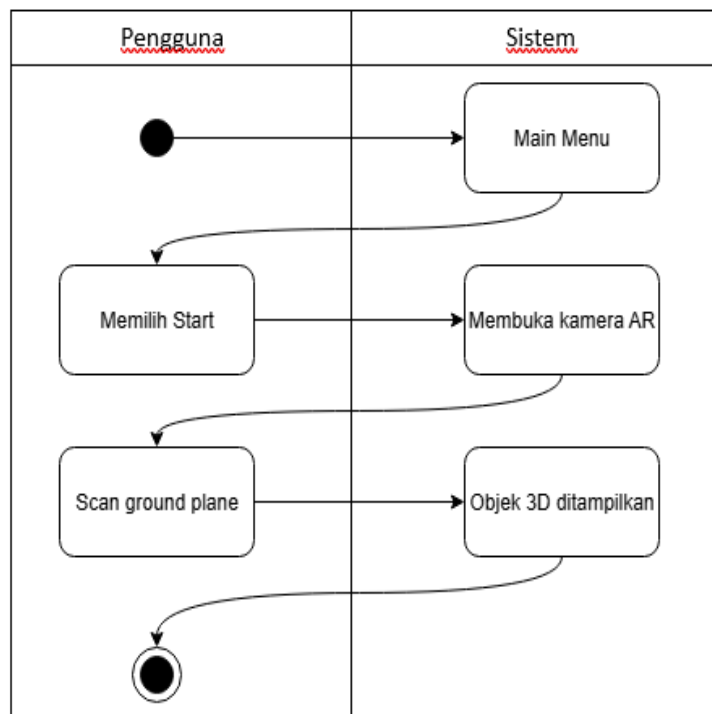 Pengguna
Sistem
Main Menu
Memilih Start
Membuka kamera AR
Scan ground plane
Objek 3D ditampilkan